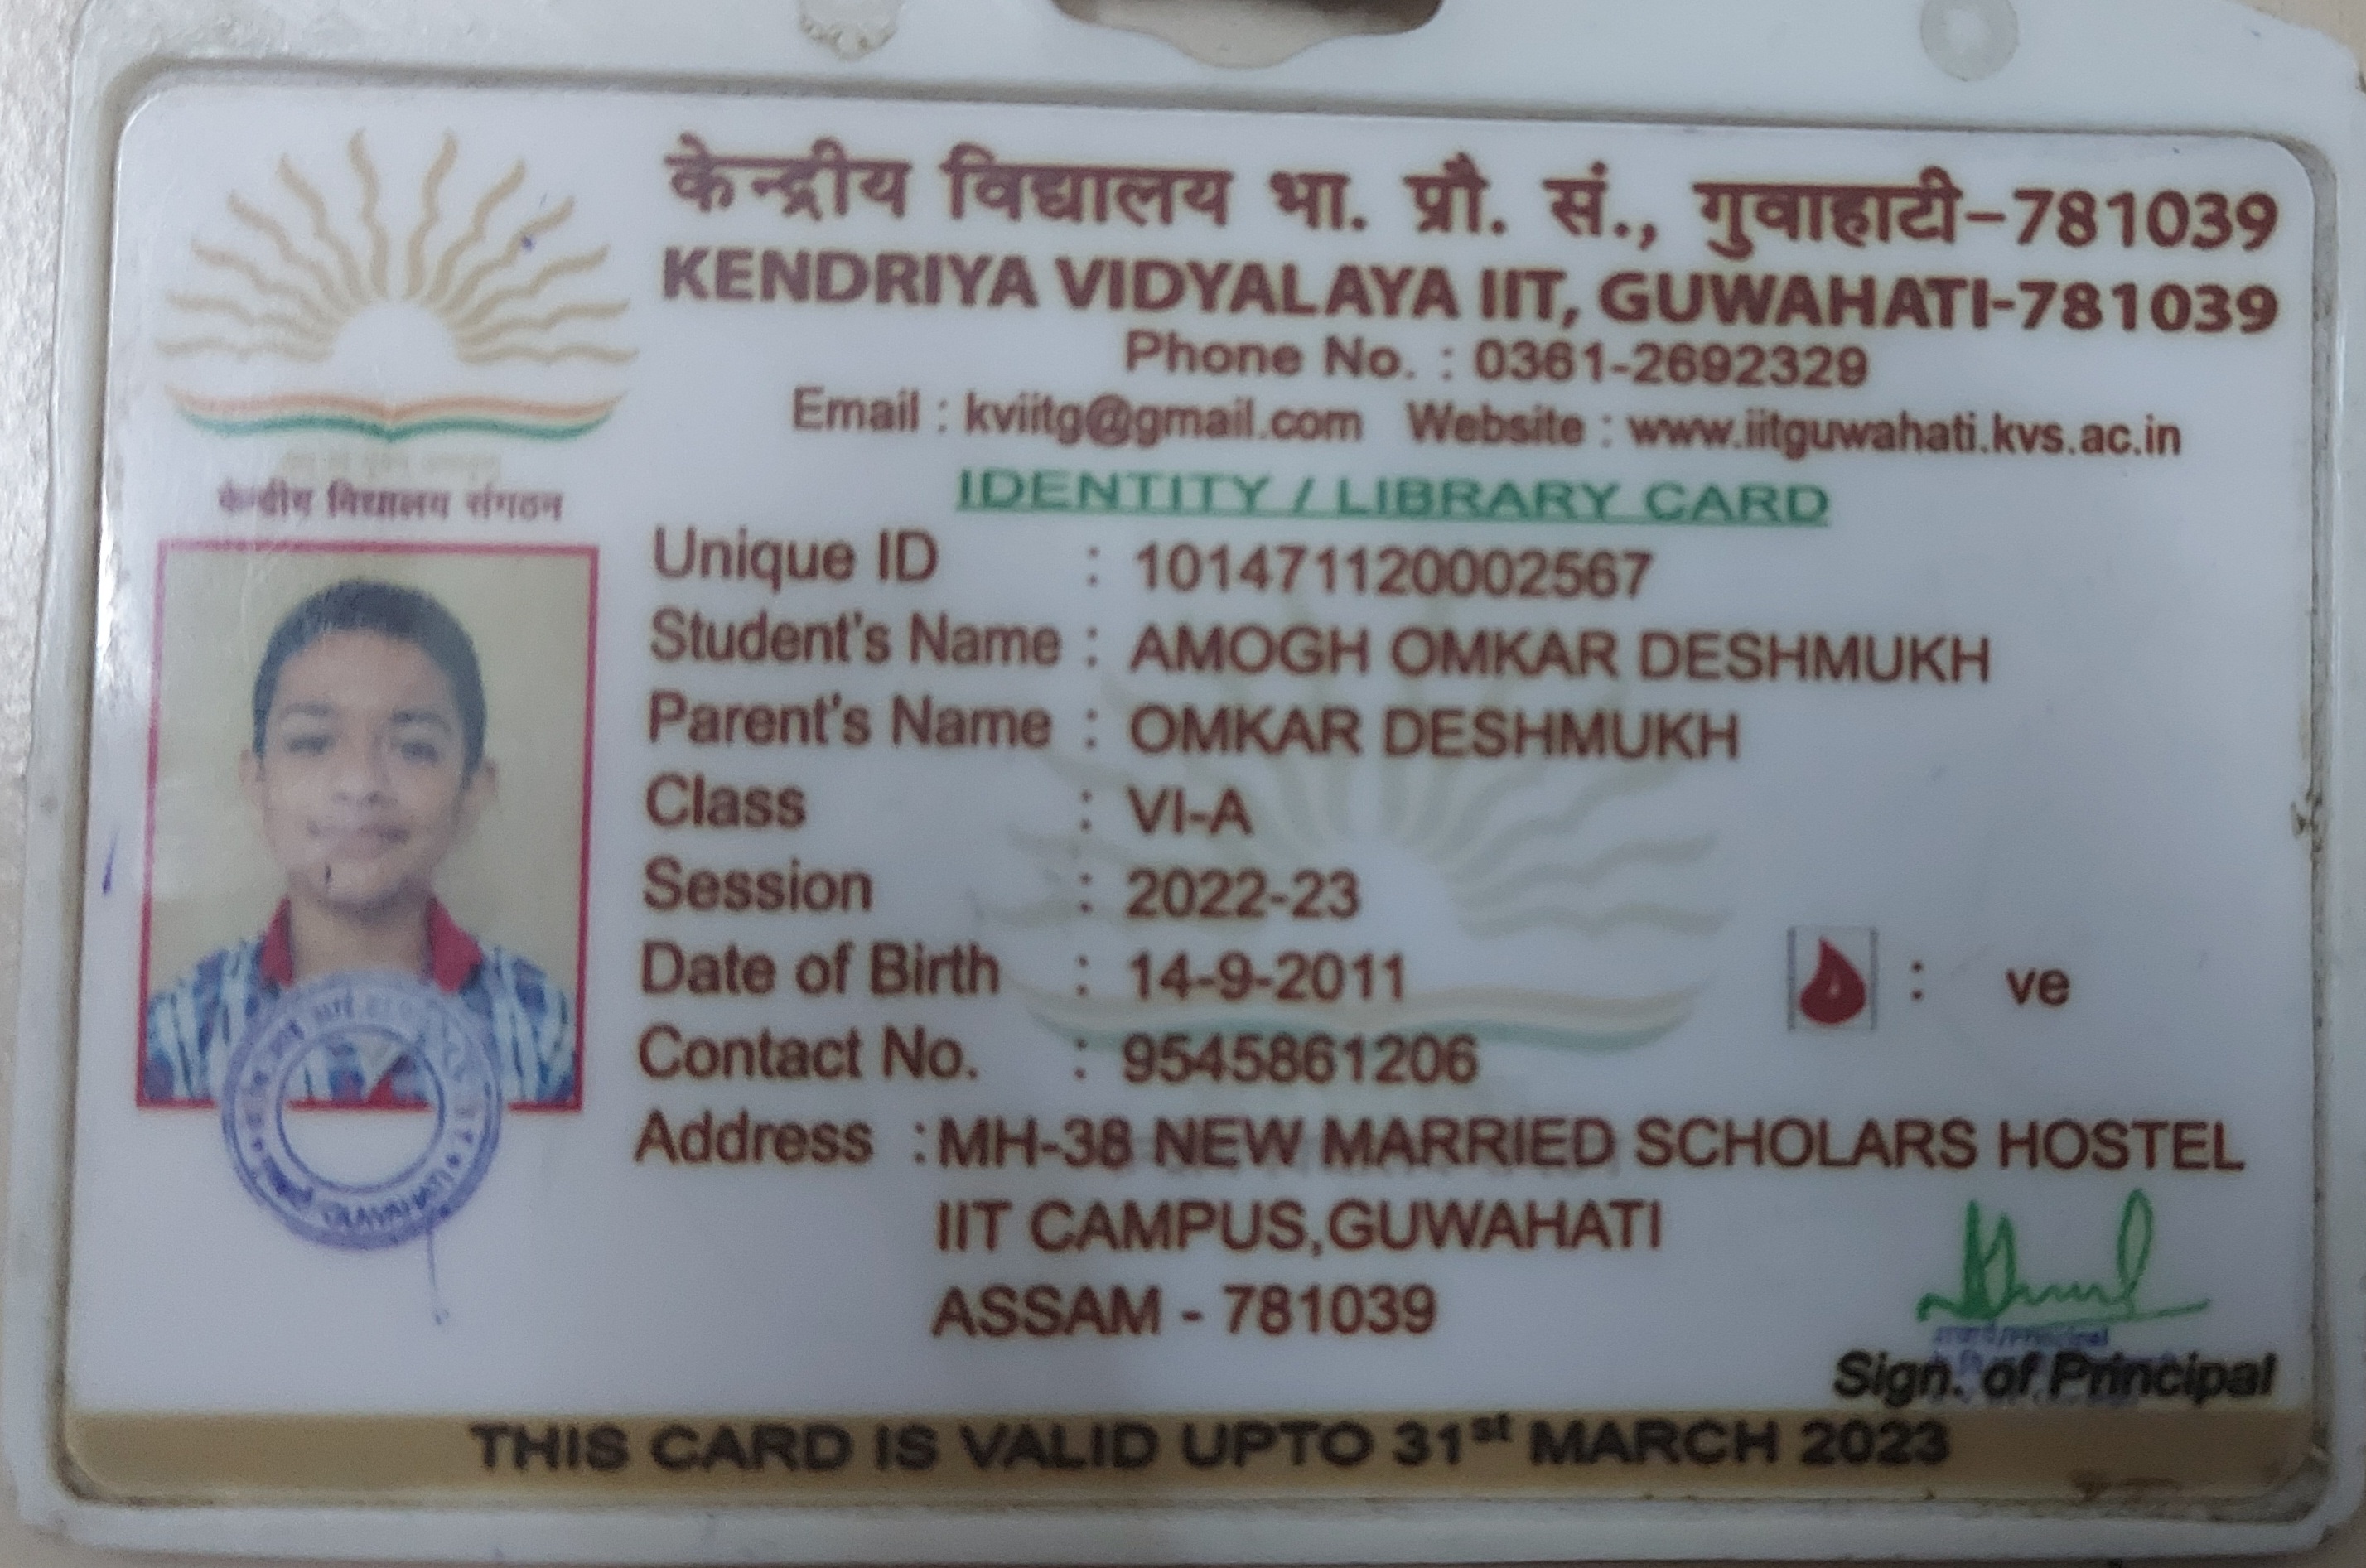 केन्द्रीय विद्यालय भा. प्रौ. सं., गुवाहाटी-781039
KENDRIYA VIDYALAYA IIT, GUWAHATI-781039
Phone No. : 0361-2692329
Email : kviitg@gmail.com Website : www.iitguwahati.kvs.ac.in
केन्द्रीय विद्यालय संगठन
IDENTITY / LIBRARY CARD
Unique ID : 101471120002567
Student's Name : AMOGH OMKAR DESHMUKH
Parent's Name : OMKAR DESHMUKH
Class : VI-A
Session : 2022-23
Date of Birth : 14-9-2011
: ve
Contact No. : 9545861206
Address : MH-38 NEW MARRIED SCHOLARS HOSTEL
IIT CAMPUS,GUWAHATI
ASSAM - 781039
GUWAHATI
Sign. of Principal
THIS CARD IS VALID UPTO 31st MARCH 2023